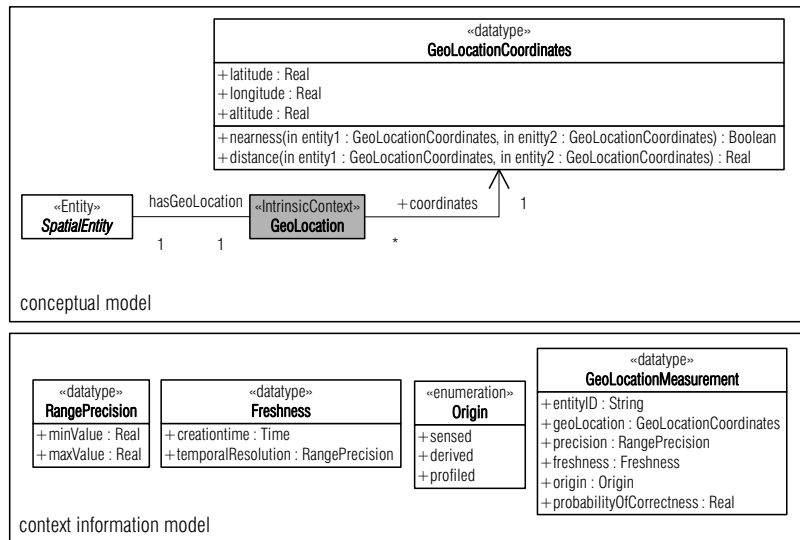 «datatype»
GeoLocationCoordinates
+latitude : Real
+longitude : Real
+altitude : Real
+nearness(in entity1 : GeoLocationCoordinates, in enitty2 : GeoLocationCoordinates) : Boolean
+distance(in entity1 : GeoLocationCoordinates, in entity2 : GeoLocationCoordinates) : Real
«Entity»
SpatialEntity
hasGeoLocation
1
1
«IntrinsicContext»
GeoLocation
+coordinates
*
1
conceptual model
«datatype»
RangePrecision
+minValue : Real
+maxValue : Real
«datatype»
Freshness
+creationtime : Time
+temporalResolution : RangePrecision
«enumeration»
Origin
+sensed
+derived
+profiled
«datatype»
GeoLocationMeasurement
+entityID : String
+geoLocation : GeoLocationCoordinates
+precision : RangePrecision
+freshness : Freshness
+origin : Origin
+probabilityOfCorrectness : Real
context information model